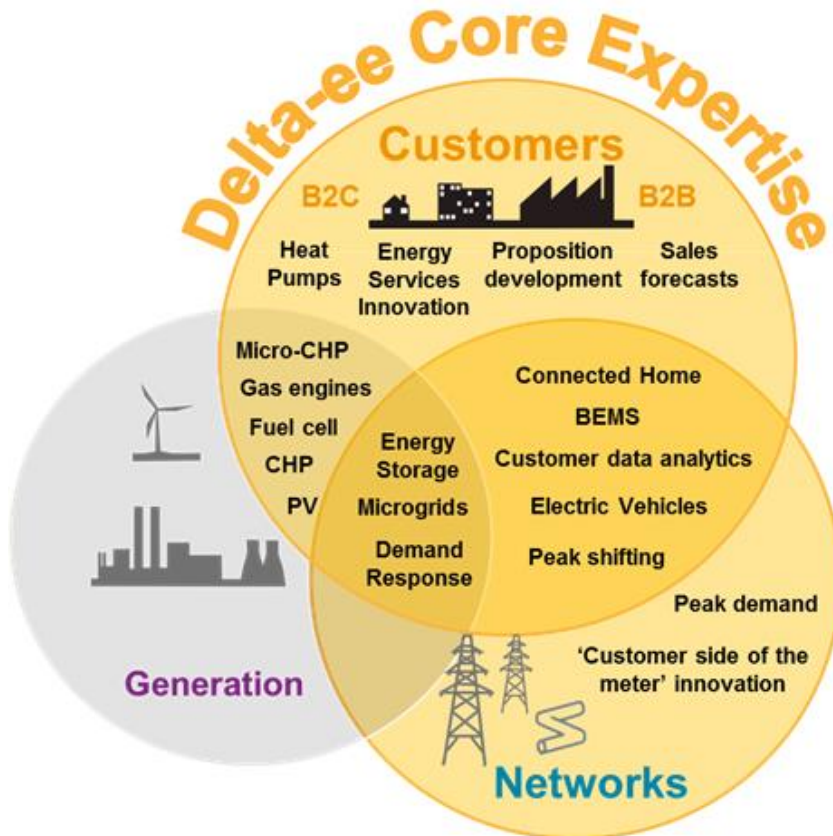 Delta-ee Core Expertise
Customers
B2C
B2B
Heat
Pumps
Energy
Services
Innovation
Proposition
development
Sales
forecasts
Micro-CHP
Gas engines
Fuel cell
CHP
PV
Energy
Storage
Microgrids
Demand
Response
Connected Home
BEMS
Customer data analytics
Electric Vehicles
Peak shifting
Peak demand
‘Customer side of the
meter’ innovation
Generation
Networks